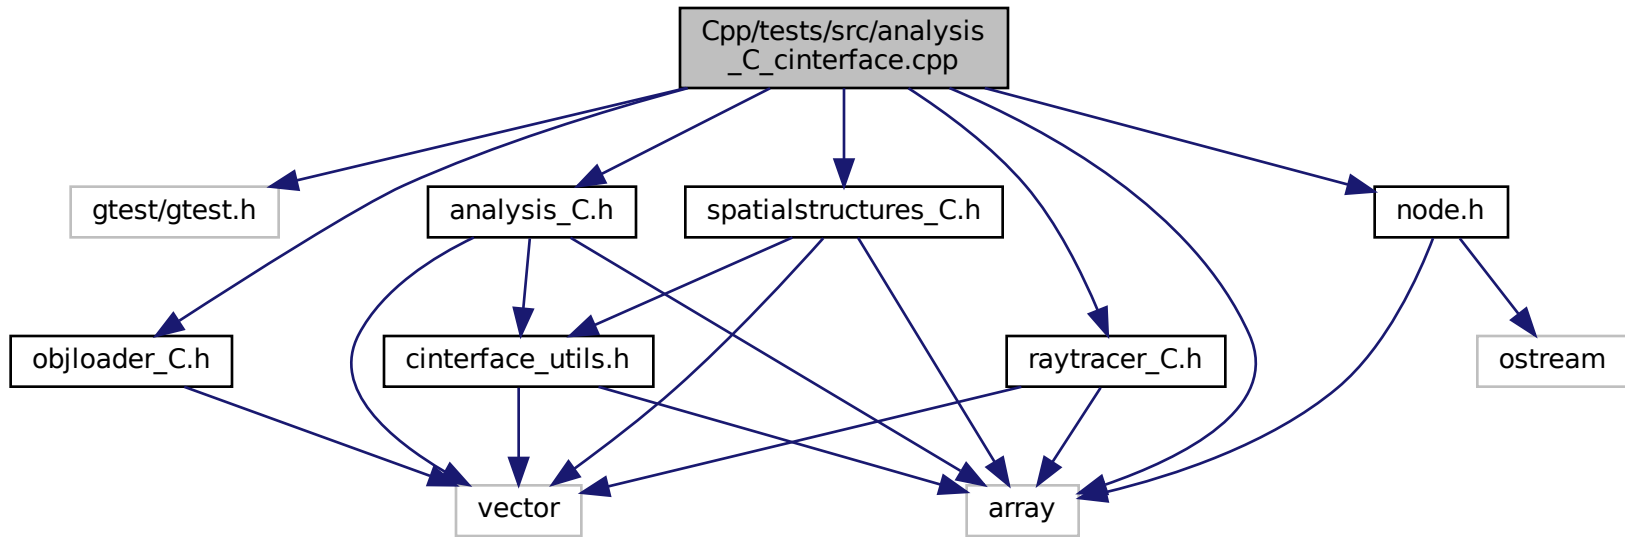 Cpp/tests/src/analysis
_C_cinterface.cpp
gtest/gtest.h
analysis_C.h
spatialstructures_C.h
node.h
objloader_C.h
cinterface_utils.h
raytracer_C.h
ostream
vector
array